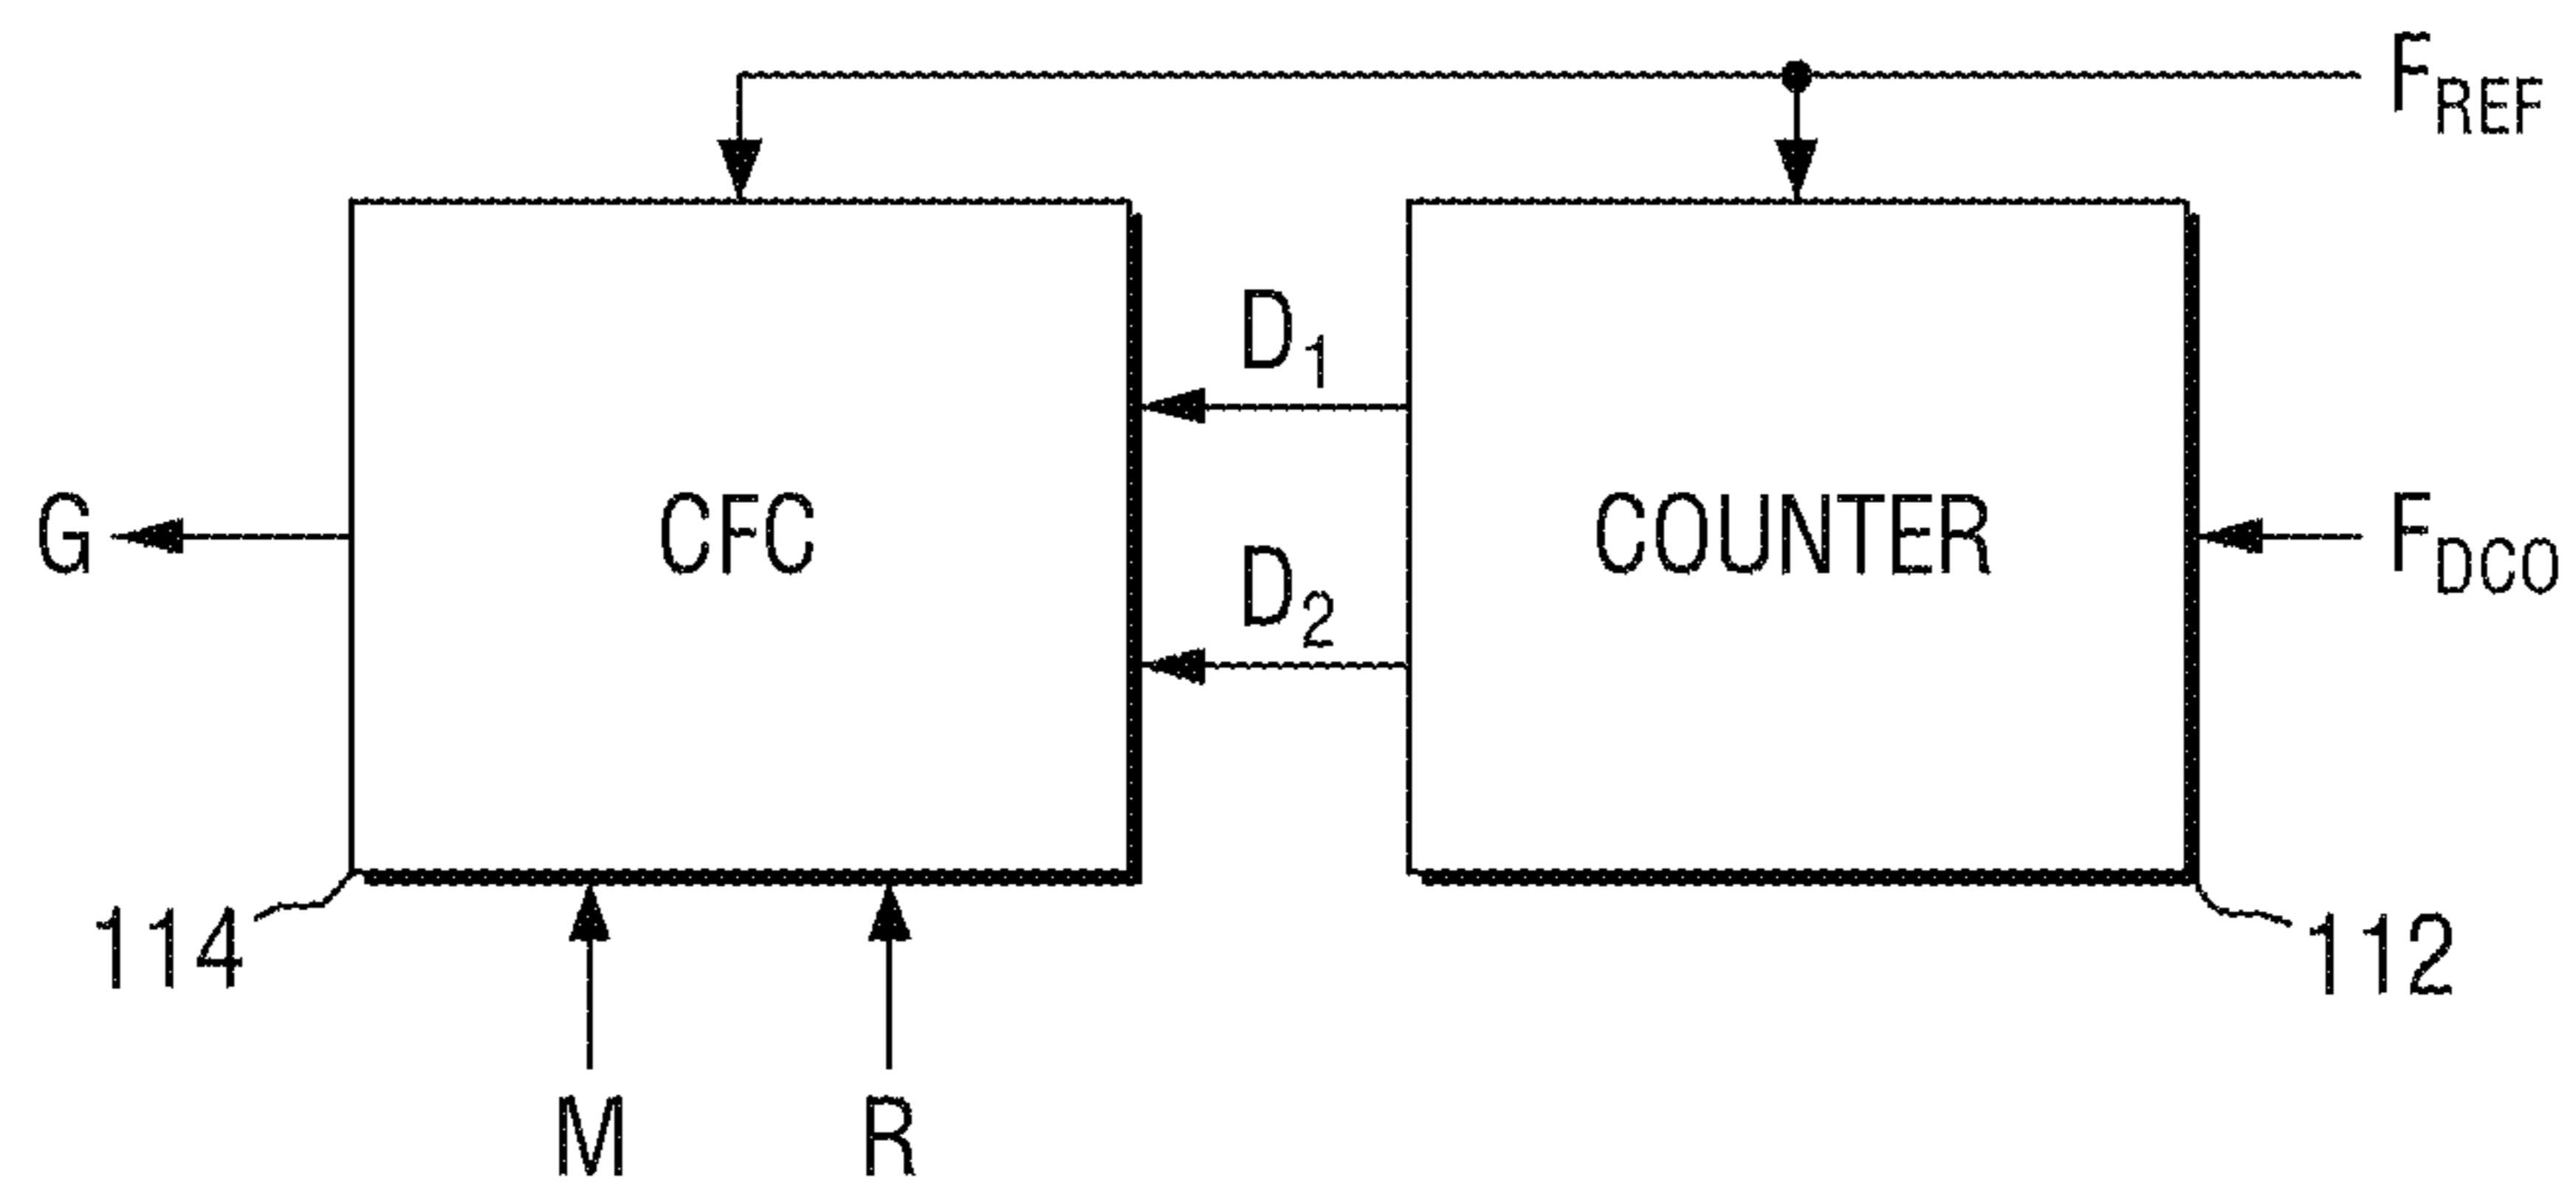 F_REF
D_1
G
CFC
COUNTER
F_DCO
D_2
114
112
M
R